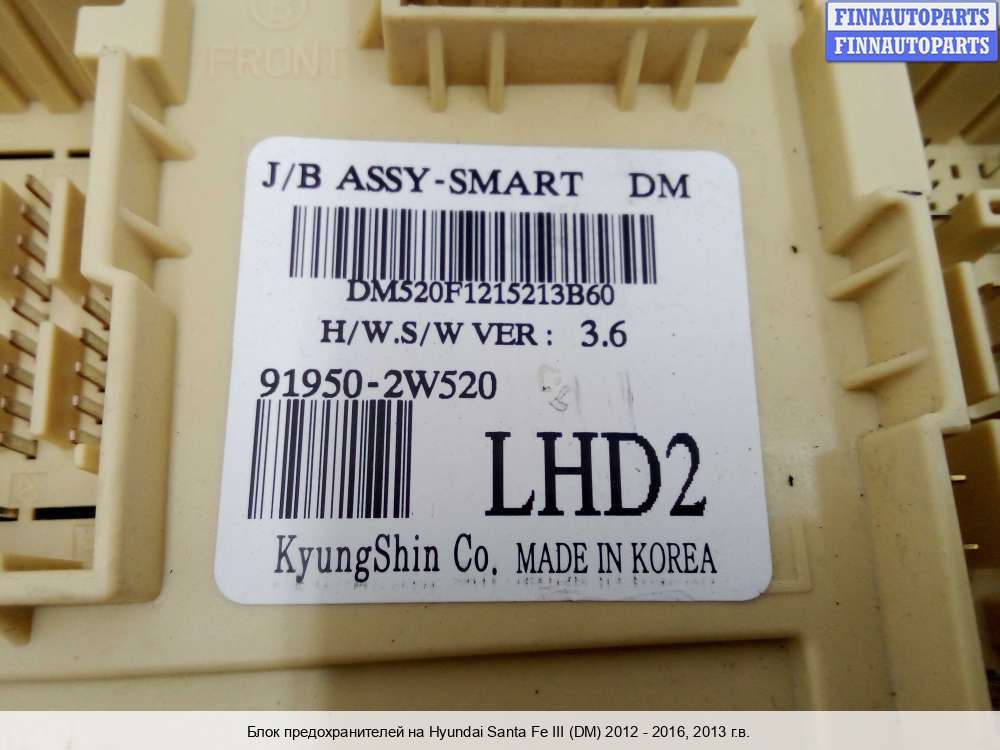 FINNAUTOPARTS
FINNAUTOPARTS
FRONT
J/B ASSY-SMART DM
DM520F1215213B60
H/W.S/W VER : 3.6
91950-2W520
LHD2
KyungShin Co. MADE IN KOREA
Блок предохранителей на Hyundai Santa Fe III (DM) 2012 - 2016, 2013 г.в.